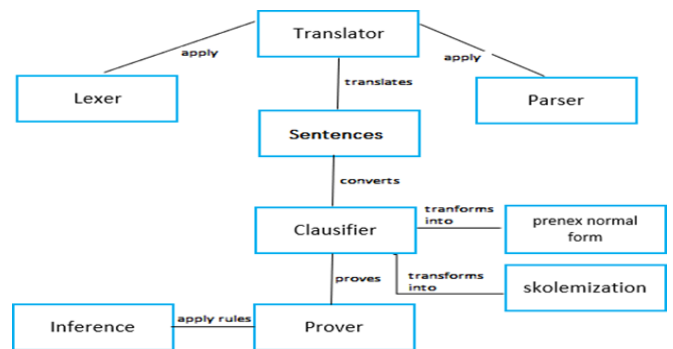 Translator
apply
apply
Lexer
translates
Parser
Sentences
converts
Clausifier
tranforms
into
prenex normal
form
proves
transforms
into
skolemization
Inference
apply rules
Prover